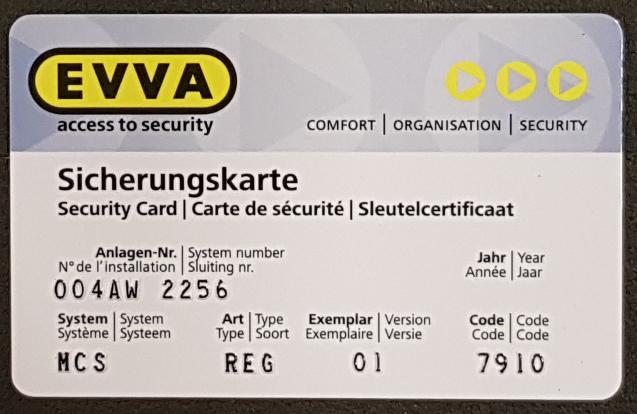 EVVA
access to security
COMFORT | ORGANISATION | SECURITY
Sicherungskarte
Security Card | Carte de sécurité | Sleutelcertificaat
Anlagen-Nr. | System number
N° de l'installation | Sluiting nr.
Jahr | Year
Année | Jaar
004AW 2256
System | System
Système | Systeem
Art | Type
Type | Soort
Exemplar | Version
Exemplaire | Versie
Code | Code
Code | Code
MCS REG 01 7910